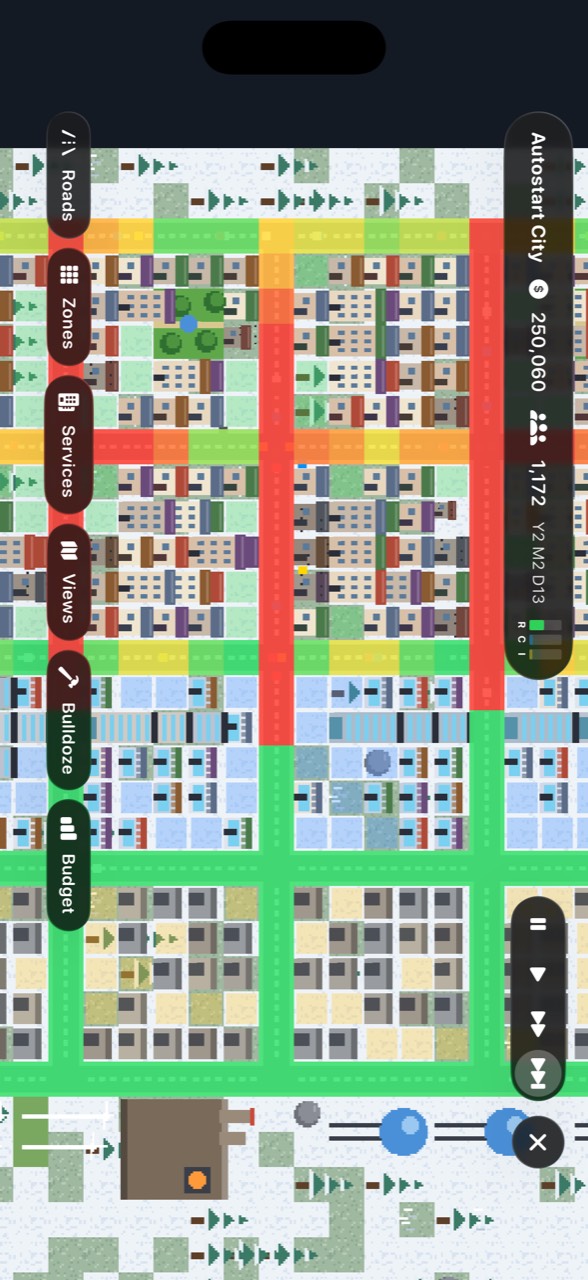 Autostart City 250,060 1,172 Y2 M2 D13
R C I
Roads
Zones
Services
Views
Bulldoze
Budget